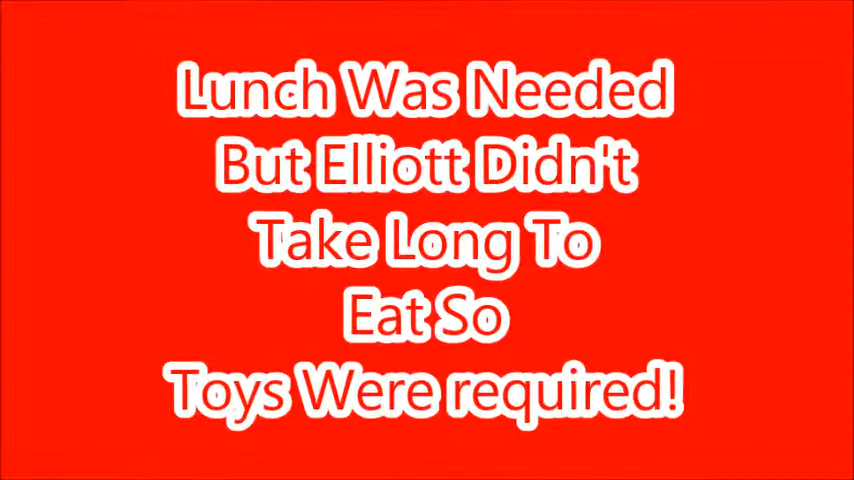 Lunch Was Needed
But Elliott Didn't
Take Long To
Eat So
Toys Were required!